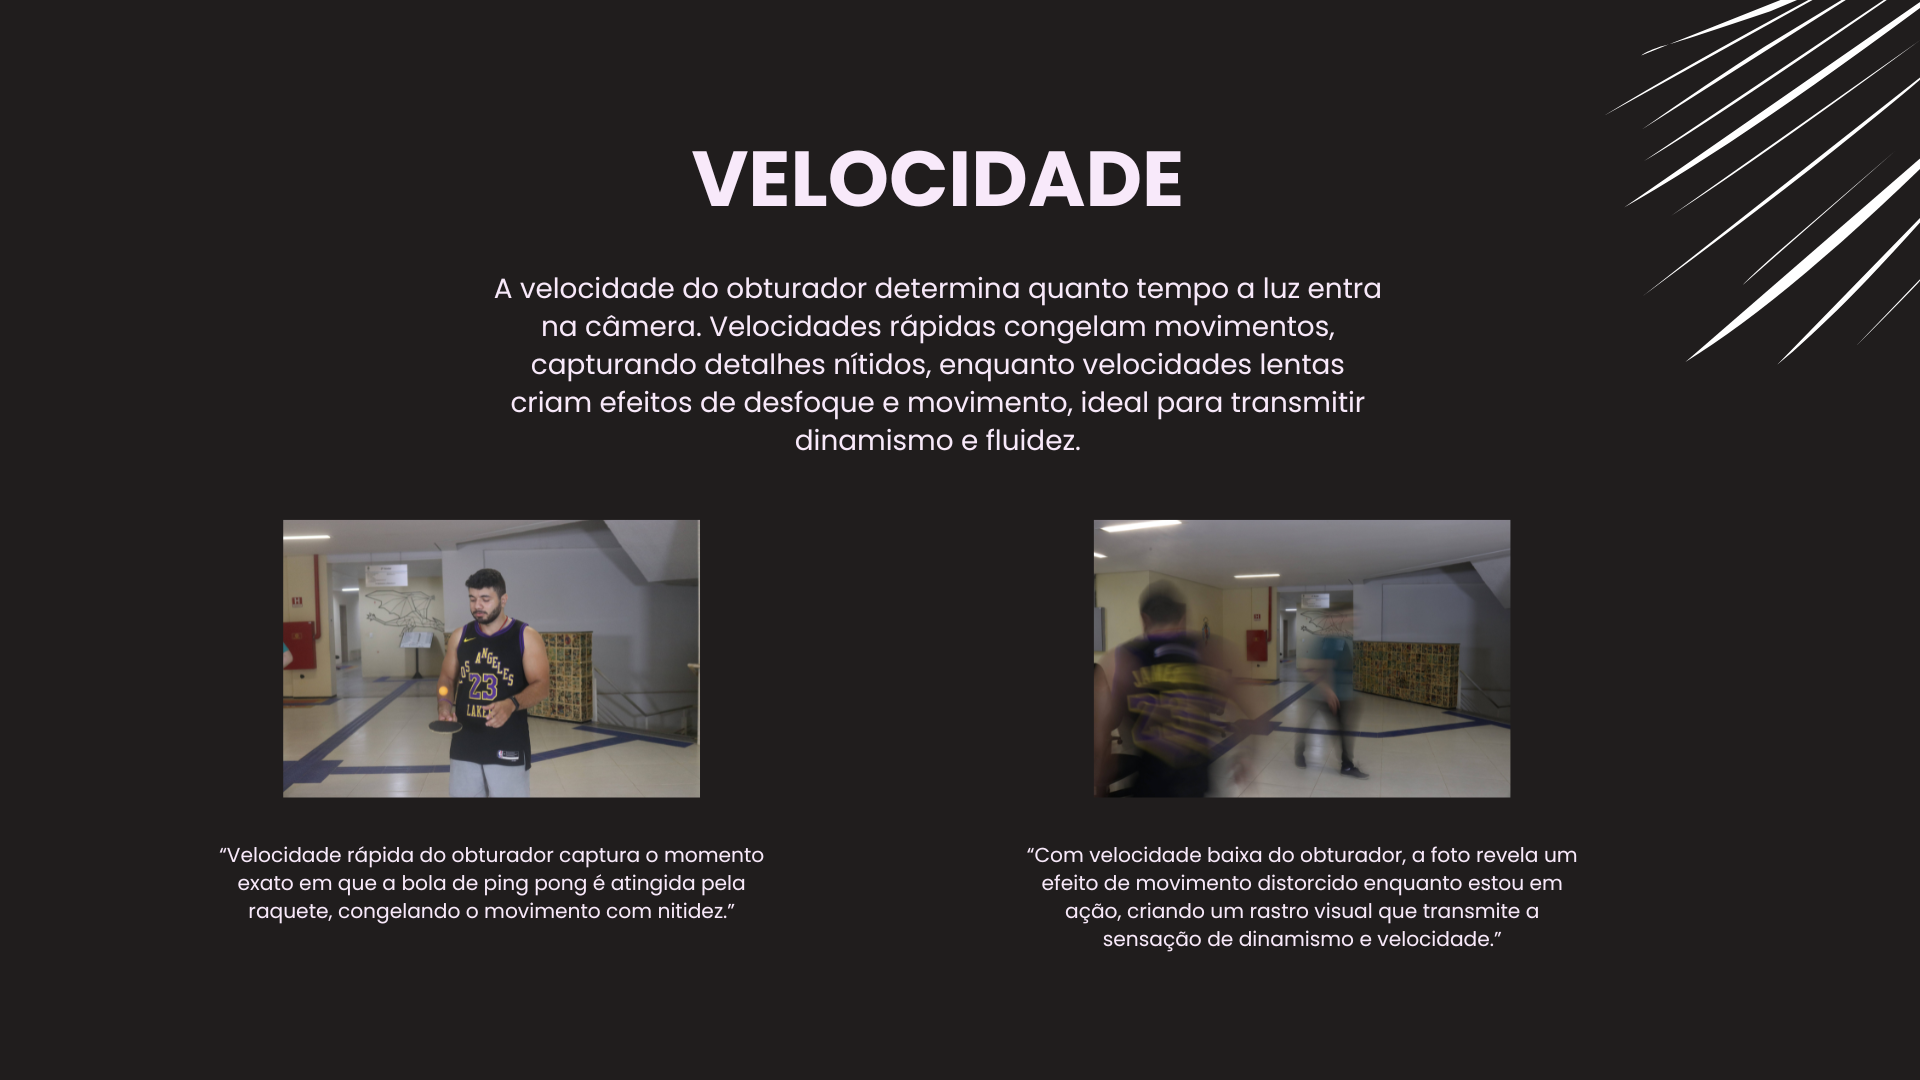 VELOCIDADE
A velocidade do obturador determina quanto tempo a luz entra
na câmera. Velocidades rápidas congelam movimentos,
capturando detalhes nítidos, enquanto velocidades lentas
criam efeitos de desfoque e movimento, ideal para transmitir
dinamismo e fluidez.
LOS ANGELES
23
LAKE
“Velocidade rápida do obturador captura o momento
exato em que a bola de ping pong é atingida pela
raquete, congelando o movimento com nitidez.”
“Com velocidade baixa do obturador, a foto revela um
efeito de movimento distorcido enquanto estou em
ação, criando um rastro visual que transmite a
sensação de dinamismo e velocidade.”